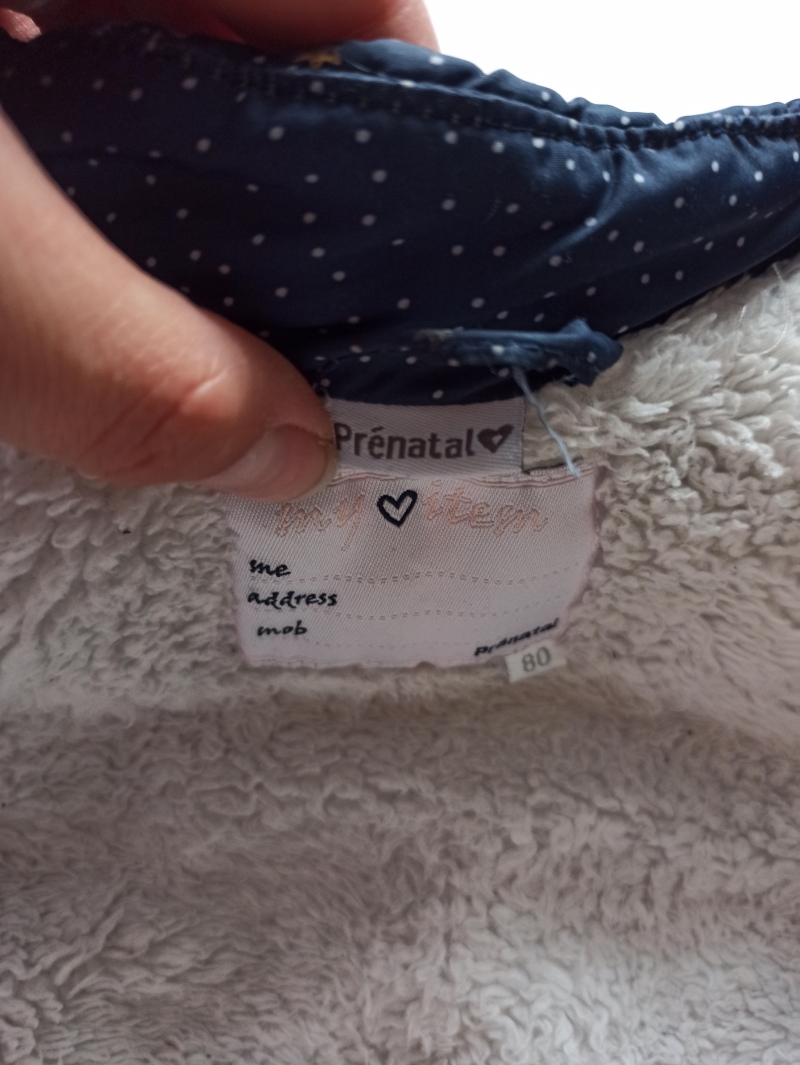 Prénatal
my item
me
address
mob
Prénatal
80